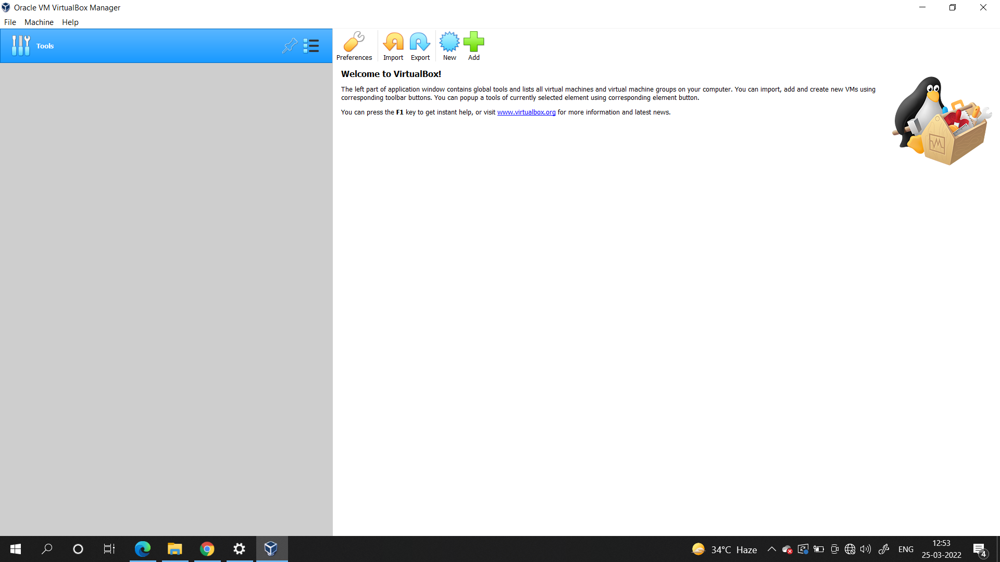 Oracle VM VirtualBox Manager
File Machine Help
Tools
Preferences Import Export New Add
Welcome to VirtualBox!
The left part of application window contains global tools and lists all virtual machines and virtual machine groups on your computer. You can import, add and create new VMs using
corresponding toolbar buttons. You can popup a tools of currently selected element using corresponding element button.
You can press the F1 key to get instant help, or visit www.virtualbox.org for more information and latest news.
34°C Haze
ENG
12:53
25-03-2022
4